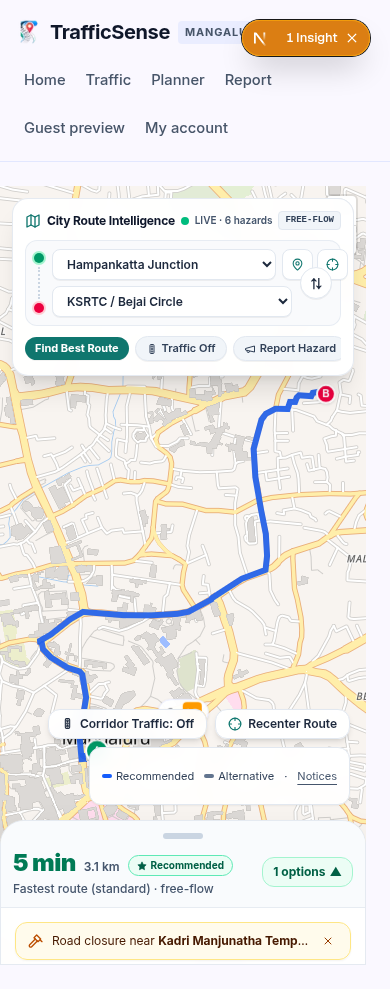 TrafficSense
1 Insight
Home Traffic Planner Report
Guest preview My account
City Route Intelligence LIVE · 6 hazards FREE-FLOW
Hampankatta Junction
KSRTC / Bejai Circle
Find Best Route Traffic Off Report Hazard
B
Corridor Traffic: Off Recenter Route
Recommended Alternative · Notices
5 min 3.1 km Recommended
1 options ▲
Fastest route (standard) · free-flow
Road closure near Kadri Manjunatha Temp...